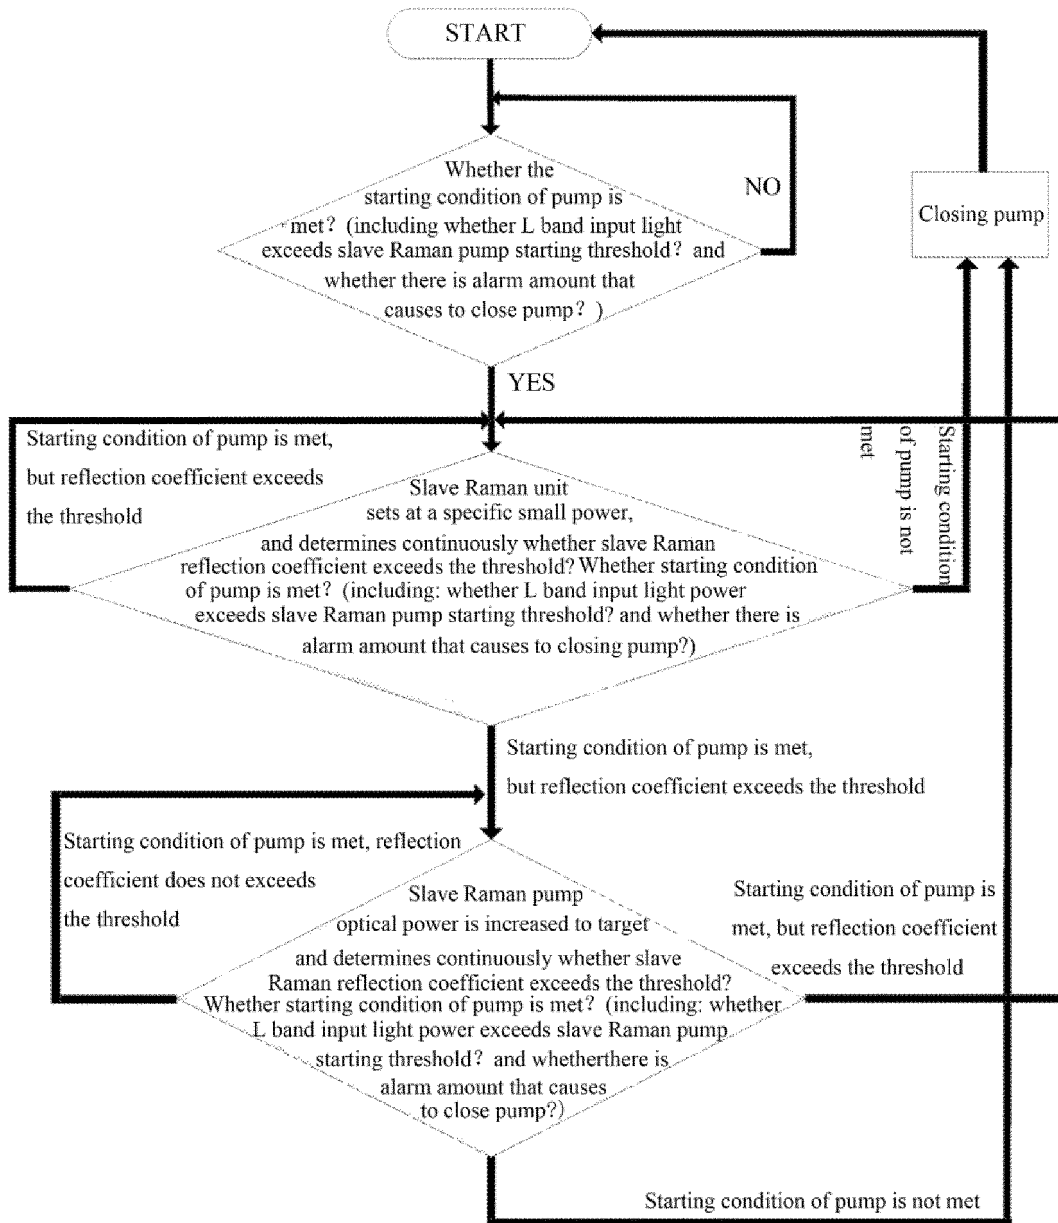 START
Whether the
starting condition of pump is
met? (including whether L band input light
exceeds slave Raman pump starting threshold? and
whether there is alarm amount that
causes to close pump? )
NO
Closing pump
YES
Starting condition of pump is met,
but reflection coefficient exceeds
the threshold
Starting condition
of pump is not
met
Slave Raman unit
sets at a specific small power,
and determines continuously whether slave Raman
reflection coefficient exceeds the threshold? Whether starting condition
of pump is met? (including: whether L band input light power
exceeds slave Raman pump starting threshold? and whether there is
alarm amount that causes to closing pump?)
Starting condition of pump is met,
but reflection coefficient exceeds the threshold
Starting condition of pump is met, reflection
coefficient does not exceeds
the threshold
Slave Raman pump
optical power is increased to target
and determines continuously whether slave
Raman reflection coefficient exceeds the threshold?
Whether starting condition of pump is met? (including: whether
L band input light power exceeds slave Raman pump
starting threshold? and whetherthere is
alarm amount that causes
to close pump?)
Starting condition of pump is
met, but reflection coefficient
exceeds the threshold
Starting condition of pump is not met